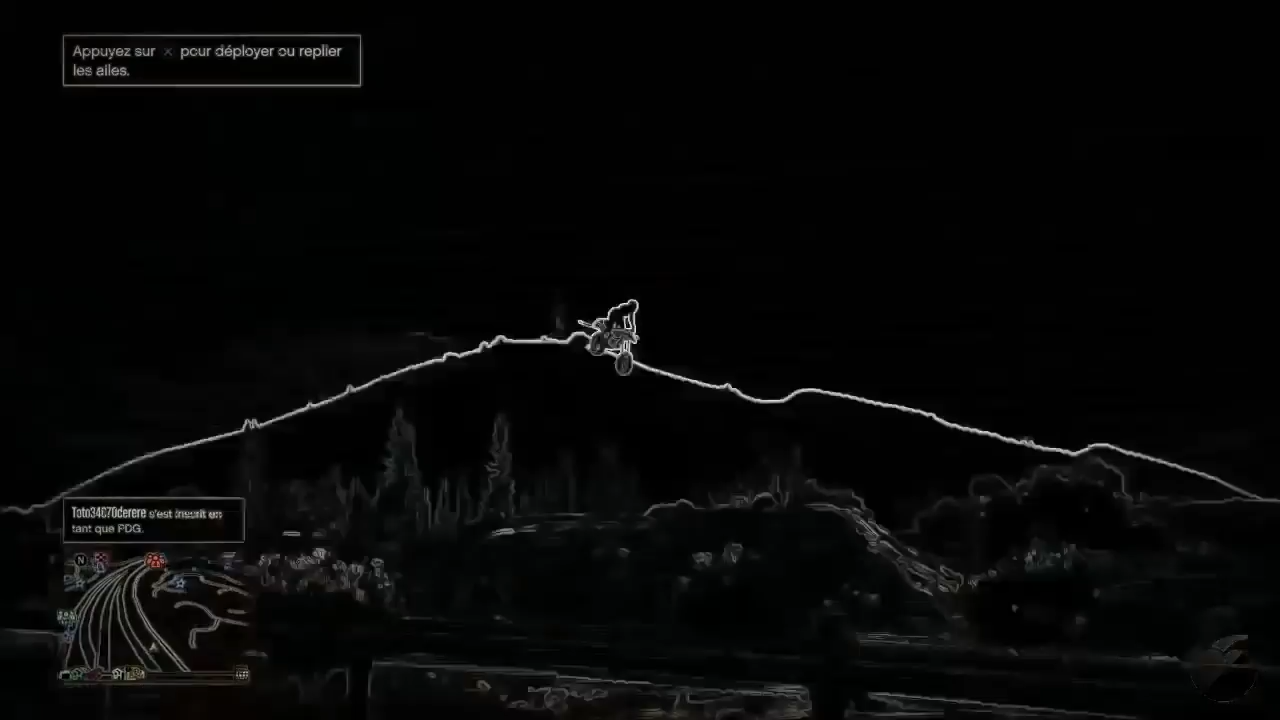 Appuyez sur × pour déployer ou replier
les ailes.
Toto34670derere s'est inscrit en
tant que PDG.
N